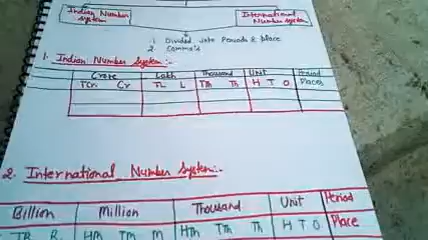 Indian Number System
International Number System
1. Divided into Periods & Place
2. Comma's
1. Indian Number System:-
Crore Lakh Thousand Unit Period
TCr Cr TL L TTh Th H T O Places
2. International Number System:-
Billion Million Thousand Unit Period
TB B HM TM M HTh TTh Th H T O Place